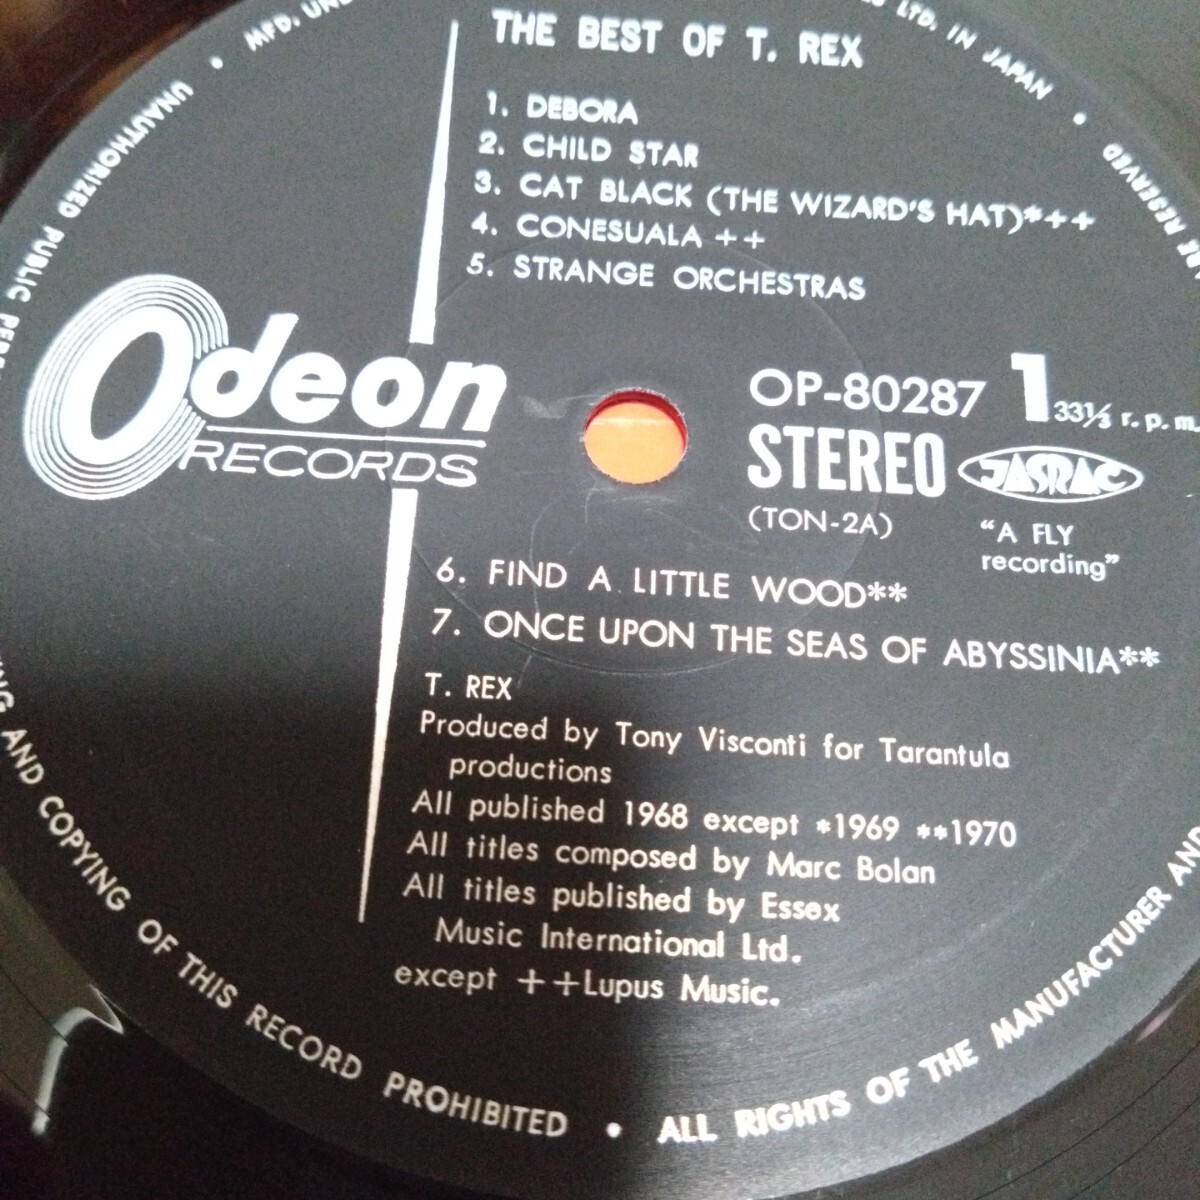 THE BEST OF T. REX
1. DEBORA
2. CHILD STAR
3. CAT BLACK (THE WIZARD'S HAT)*++
4. CONESUALA ++
5. STRANGE ORCHESTRAS
Odeon
RECORDS
OP-80287 1 33⅓ r. p. m.
STEREO JASRAC
(TON-2A) "A FLY
recording"
6. FIND A LITTLE WOOD**
7. ONCE UPON THE SEAS OF ABYSSINIA**
T. REX
Produced by Tony Visconti for Tarantula
productions
All published 1968 except *1969 **1970
All titles composed by Marc Bolan
All titles published by Essex
Music International Ltd.
except ++Lupus Music.
LTD. IN JAPAN •
RESERVED
ALL RIGHTS OF THE MANUFACTURER AND
AND COPYING OF THIS RECORD PROHIBITED •
UNAUTHORIZED PUBLIC
• MFD.